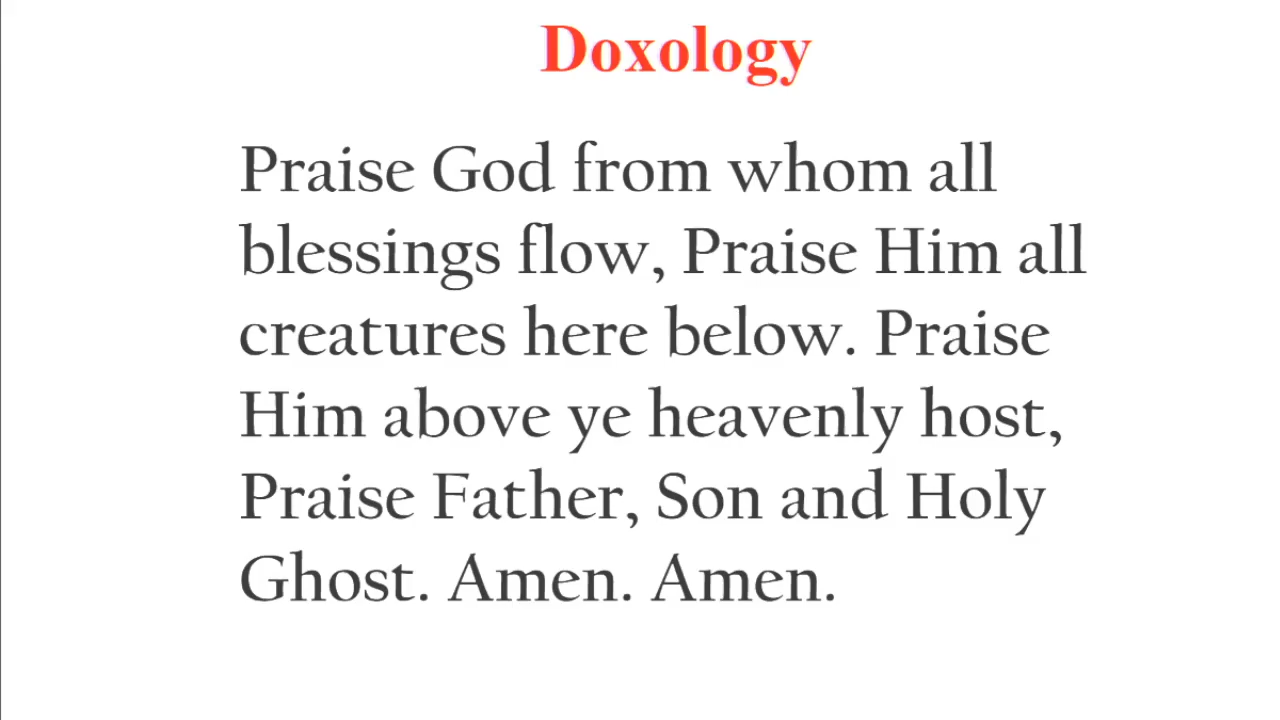 Doxology
Praise God from whom all
blessings flow, Praise Him all
creatures here below. Praise
Him above ye heavenly host,
Praise Father, Son and Holy
Ghost. Amen. Amen.